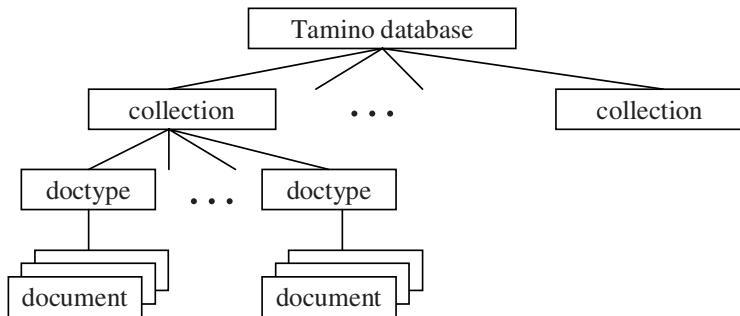 Tamino database
collection
. . .
collection
doctype
. . .
doctype
document
document